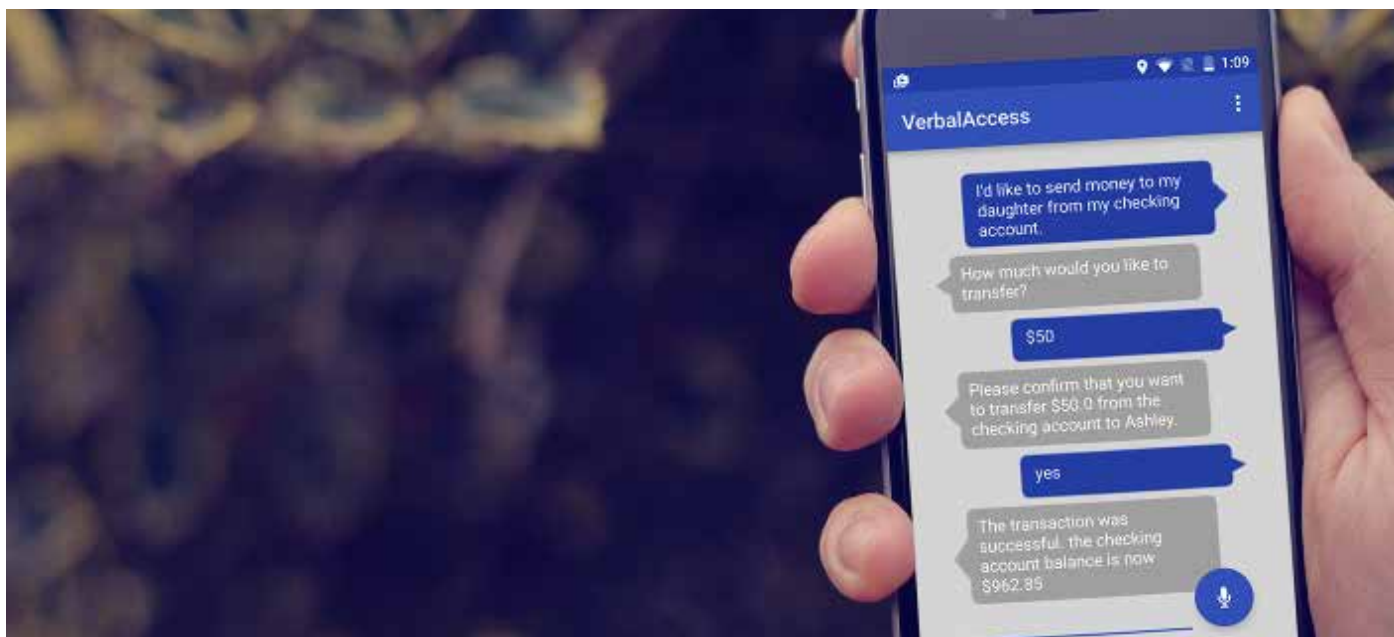 1:09
VerbalAccess
I'd like to send money to my
daughter from my checking
account.
How much would you like to
transfer?
$50
Please confirm that you want
to transfer $50.0 from the
checking account to Ashley.
yes
The transaction was
successful. the checking
account balance is now
$962.85